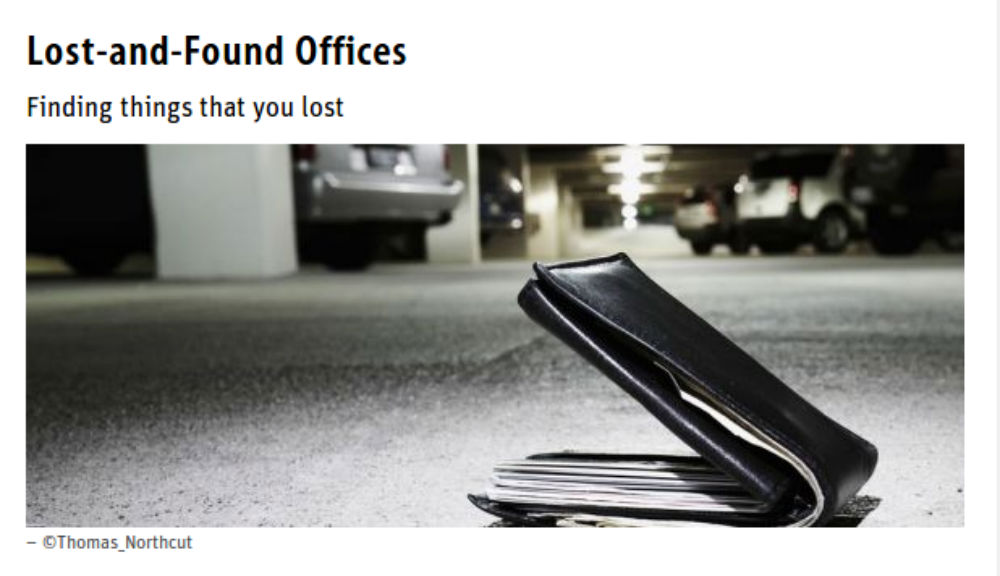 Lost-and-Found Offices
Finding things that you lost
– ©Thomas_Northcut